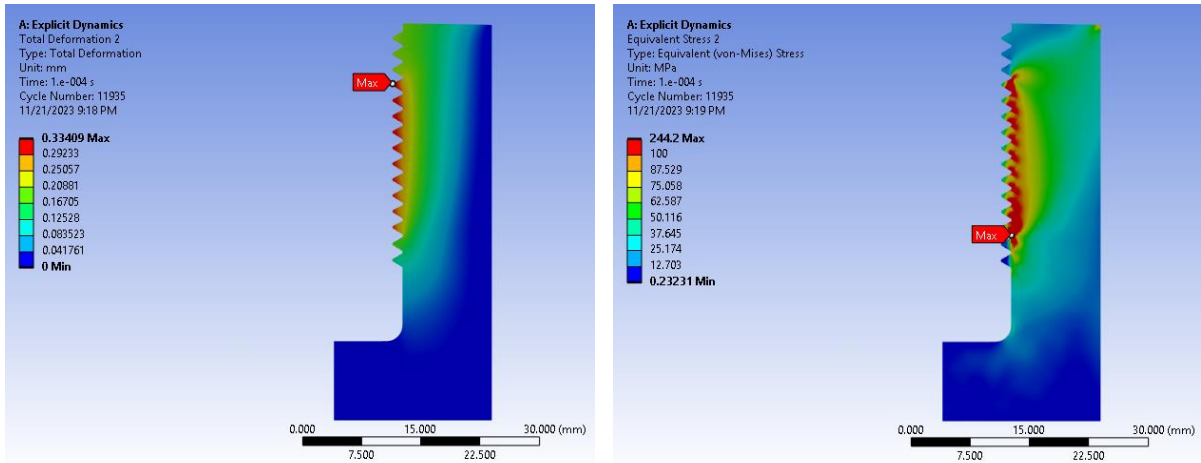 A: Explicit Dynamics
Total Deformation 2
Type: Total Deformation
Unit: mm
Time: 1.e-004 s
Cycle Number: 11935
11/21/2023 9:18 PM
0.33409 Max
0.29233
0.25057
0.20881
0.16705
0.12528
0.083523
0.041761
0 Min
Max
0.000
15.000
30.000 (mm)
7.500
22.500
A: Explicit Dynamics
Equivalent Stress 2
Type: Equivalent (von-Mises) Stress
Unit: MPa
Time: 1.e-004 s
Cycle Number: 11935
11/21/2023 9:19 PM
244.2 Max
100
87.529
75.058
62.587
50.116
37.645
25.174
12.703
0.23231 Min
Max
0.000
15.000
30.000 (mm)
7.500
22.500